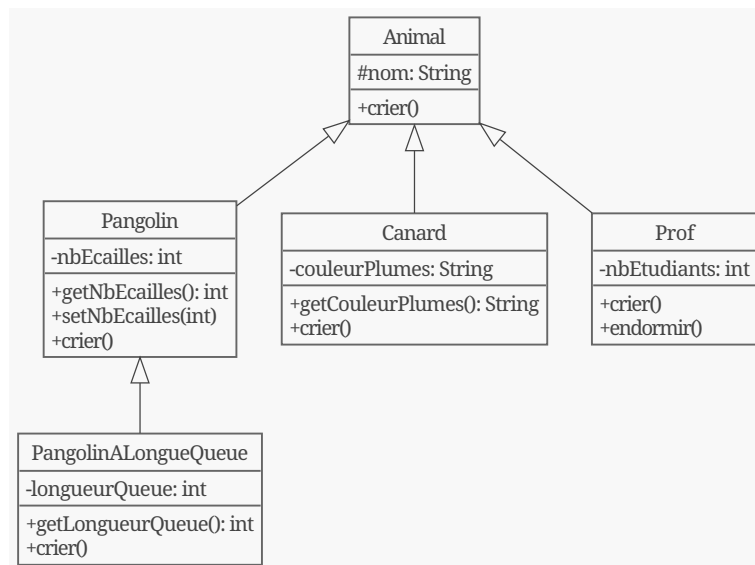 Animal
#nom: String
+crier()
Pangolin
-nbEcailles: int
+getNbEcailles(): int
+setNbEcailles(int)
+crier()
Canard
-couleurPlumes: String
+getCouleurPlumes(): String
+crier()
Prof
-nbEtudiants: int
+crier()
+endormir()
PangolinALongueQueue
-longueurQueue: int
+getLongueurQueue(): int
+crier()